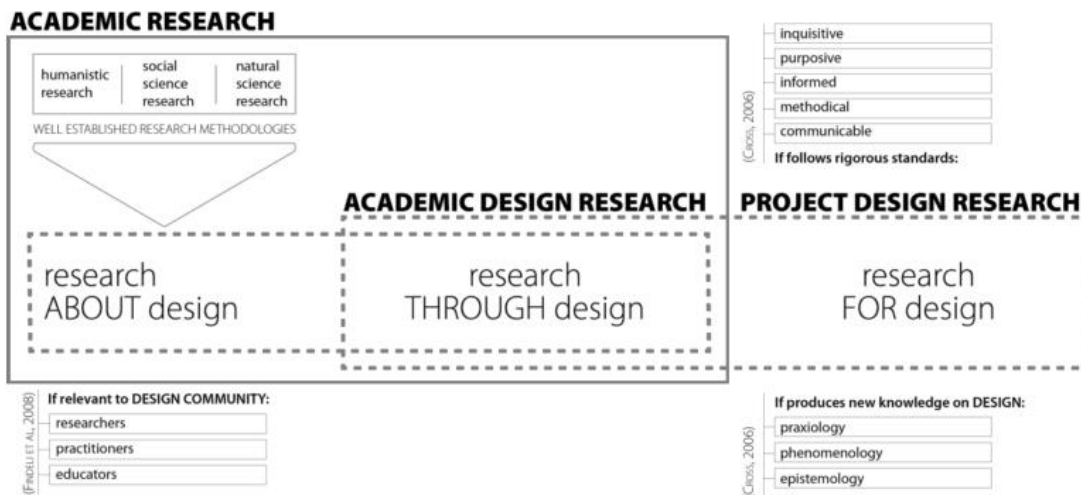 ACADEMIC RESEARCH
humanistic
research
social
science
research
natural
science
research
WELL ESTABLISHED RESEARCH METHODOLOGIES
inquisitive
purposive
informed
methodical
communicable
(CROSS, 2006)
If follows rigorous standards:
ACADEMIC DESIGN RESEARCH
PROJECT DESIGN RESEARCH
research
ABOUT design
research
THROUGH design
research
FOR design
(FINDELI ET AL, 2008)
If relevant to DESIGN COMMUNITY:
researchers
practitioners
educators
CROSS, 2006)
If produces new knowledge on DESIGN:
praxiology
phenomenology
epistemology